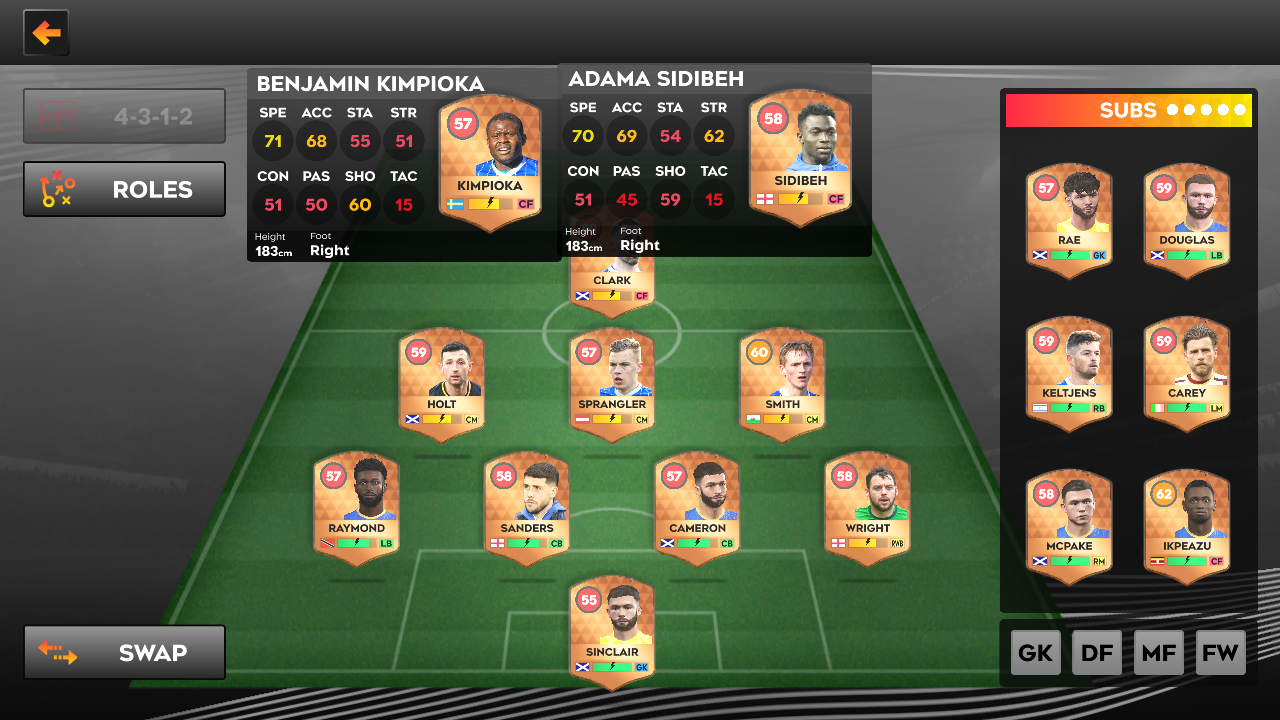 4-3-1-2
ROLES
BENJAMIN KIMPIOKA
SPE ACC STA STR
71 68 55 51
CON PAS SHO TAC
51 50 60 15
Height
183cm
Foot
Right
57
KIMPIOKA
CF
ADAMA SIDIBEH
SPE ACC STA STR
70 69 54 62
CON PAS SHO TAC
51 45 59 15
Height
183cm
Foot
Right
58
SIDIBEH
CF
CLARK
CF
59 57 60
HOLT SPRANGLER SMITH
CM CM CM
57 58 57 58
RAYMOND SANDERS CAMERON WRIGHT
LB CB CB RWB
55
SINCLAIR
GK
SUBS
57 59
RAE DOUGLAS
GK LB
59 59
KELTJENS CAREY
RB LM
58 62
MCPAKE IKPEAZU
RM CF
SWAP
GK DF MF FW